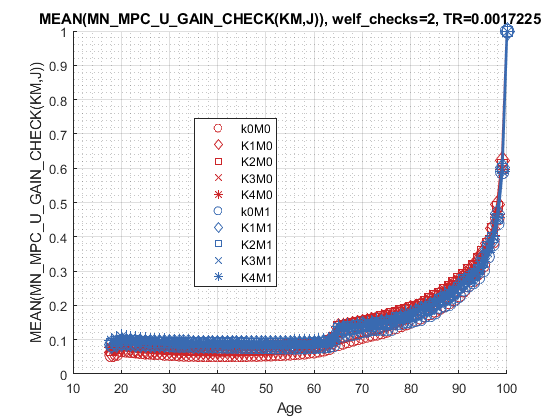 MEAN(MN_MPC_U_GAIN_CHECK(KM,J)), welf_checks=2, TR=0.0017225
MEAN(MN_MPC_U_GAIN_CHECK(KM,J))
1
0.9
0.8
0.7
0.6
0.5
0.4
0.3
0.2
0.1
0
k0M0
K1M0
K2M0
K3M0
K4M0
k0M1
K1M1
K2M1
K3M1
K4M1
10 20 30 40 50 60 70 80 90 100
Age